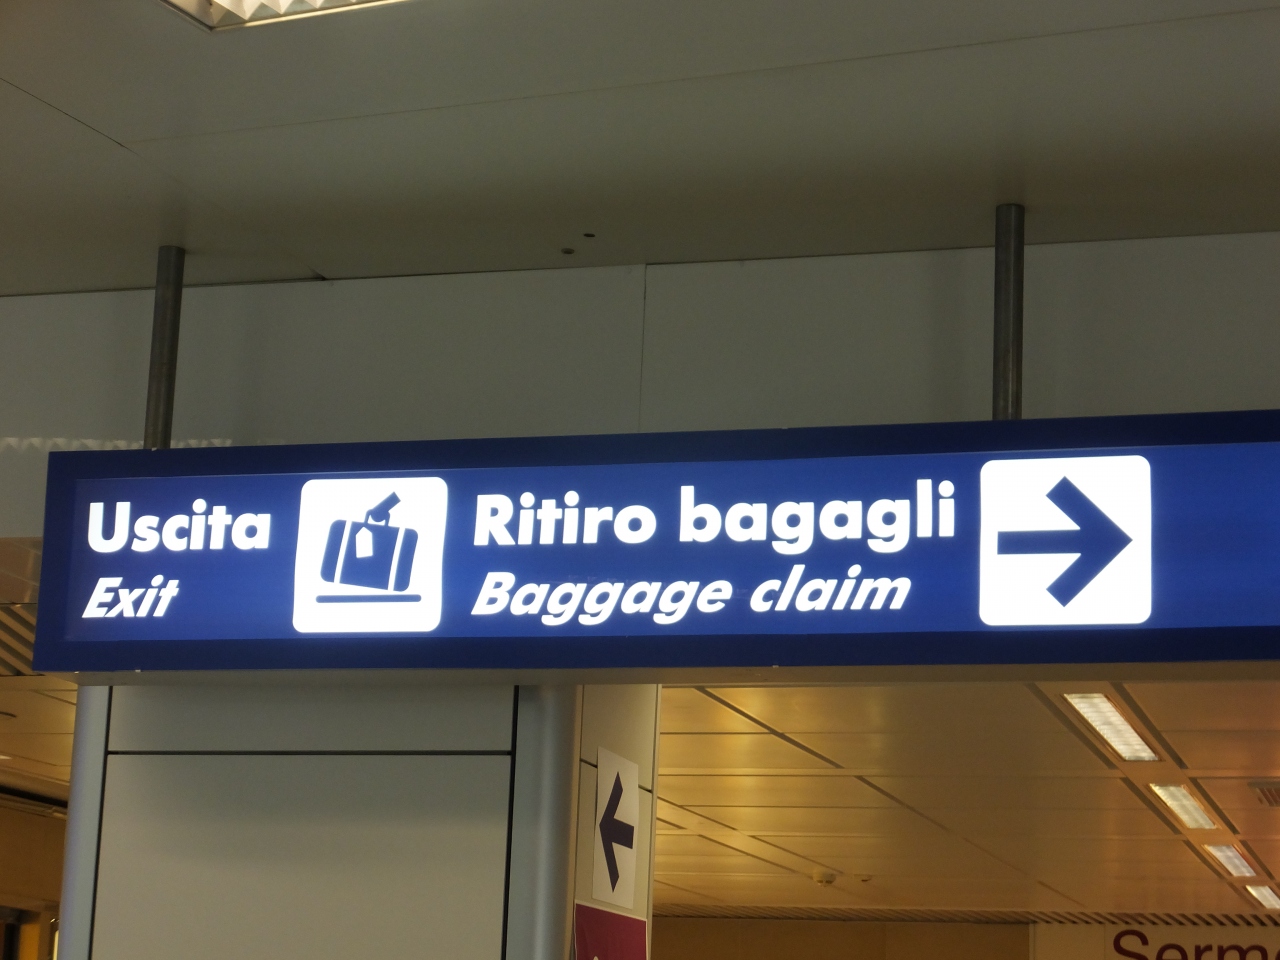 Uscita
Exit
Ritiro bagagli
Baggage claim